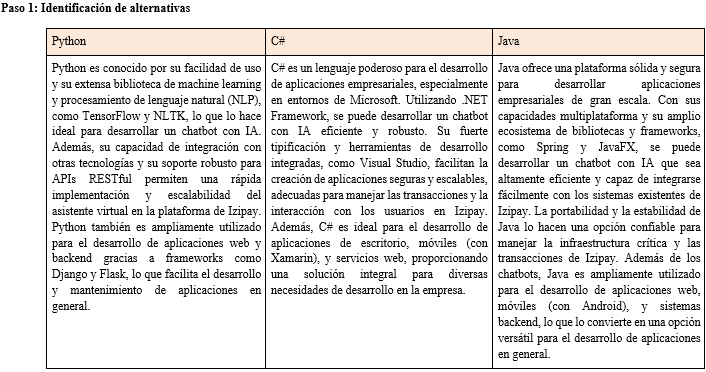 Paso 1: Identificación de alternativas
Python
Python es conocido por su facilidad de uso
y su extensa biblioteca de machine learning
y procesamiento de lenguaje natural (NLP),
como TensorFlow y NLTK, lo que lo hace
ideal para desarrollar un chatbot con IA.
Además, su capacidad de integración con
otras tecnologías y su soporte robusto para
APIs RESTful permiten una rápida
implementación y escalabilidad del
asistente virtual en la plataforma de Izipay.
Python también es ampliamente utilizado
para el desarrollo de aplicaciones web y
backend gracias a frameworks como
Django y Flask, lo que facilita el desarrollo
y mantenimiento de aplicaciones en
general.
C#
C# es un lenguaje poderoso para el desarrollo
de aplicaciones empresariales, especialmente
en entornos de Microsoft. Utilizando .NET
Framework, se puede desarrollar un chatbot
con IA eficiente y robusto. Su fuerte
tipificación y herramientas de desarrollo
integradas, como Visual Studio, facilitan la
creación de aplicaciones seguras y escalables,
adecuadas para manejar las transacciones y la
interacción con los usuarios en Izipay.
Además, C# es ideal para el desarrollo de
aplicaciones de escritorio, móviles (con
Xamarin), y servicios web, proporcionando
una solución integral para diversas
necesidades de desarrollo en la empresa.
Java
Java ofrece una plataforma sólida y segura
para desarrollar aplicaciones
empresariales de gran escala. Con sus
capacidades multiplataforma y su amplio
ecosistema de bibliotecas y frameworks,
como Spring y JavaFX, se puede
desarrollar un chatbot con IA que sea
altamente eficiente y capaz de integrarse
fácilmente con los sistemas existentes de
Izipay. La portabilidad y la estabilidad de
Java lo hacen una opción confiable para
manejar la infraestructura crítica y las
transacciones de Izipay. Además de los
chatbots, Java es ampliamente utilizado
para el desarrollo de aplicaciones web,
móviles (con Android), y sistemas
backend, lo que lo convierte en una opción
versátil para el desarrollo de aplicaciones
en general.